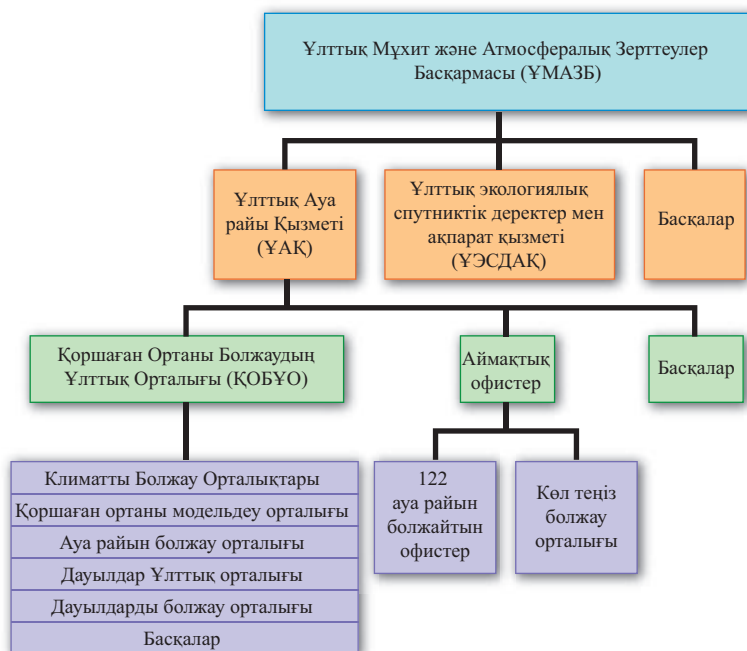 Ұлттық Мұхит және Атмосфералық Зерттеулер
Басқармасы (ҰМАЗБ)
Ұлттық Ауа
райы Қызметі
(ҰАҚ)
Ұлттық экологиялық
спутниктік деректер мен
ақпарат қызметі
(ҰЭСДАҚ)
Басқалар
Қоршаған Ортаны Болжаудың
Ұлттық Орталығы (ҚОБҰО)
Аймақтық
офистер
Басқалар
Климатты Болжау Орталықтары
Қоршаған ортаны модельдеу орталығы
Ауа райын болжау орталығы
Дауылдар Ұлттық орталығы
Дауылдарды болжау орталығы
Басқалар
122
ауа райын
болжайтын
офистер
Көл теңіз
болжау
орталығы